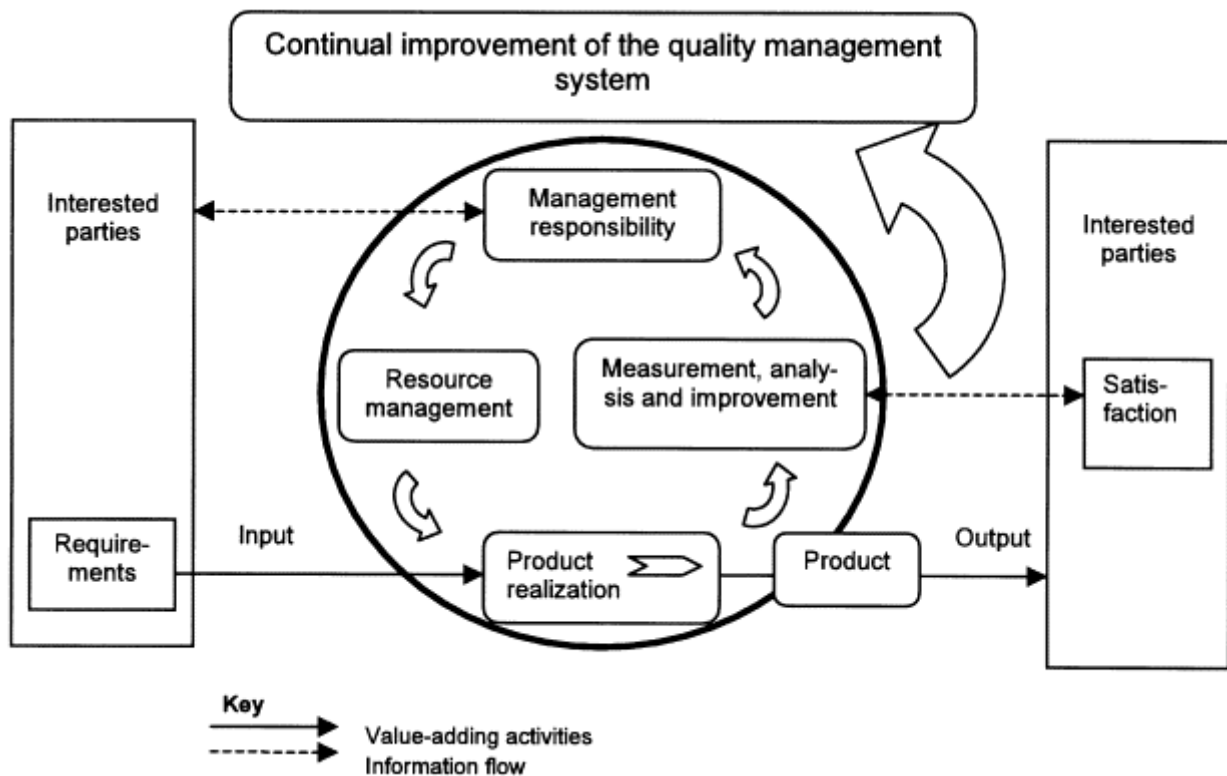 Continual improvement of the quality management
system
Interested
parties
Management
responsibility
Interested
parties
Resource
management
Measurement, analy-
sis and improvement
Satis-
faction
Require-
ments
Input
Product
realization
Product
Output
Key
Value-adding activities
Information flow